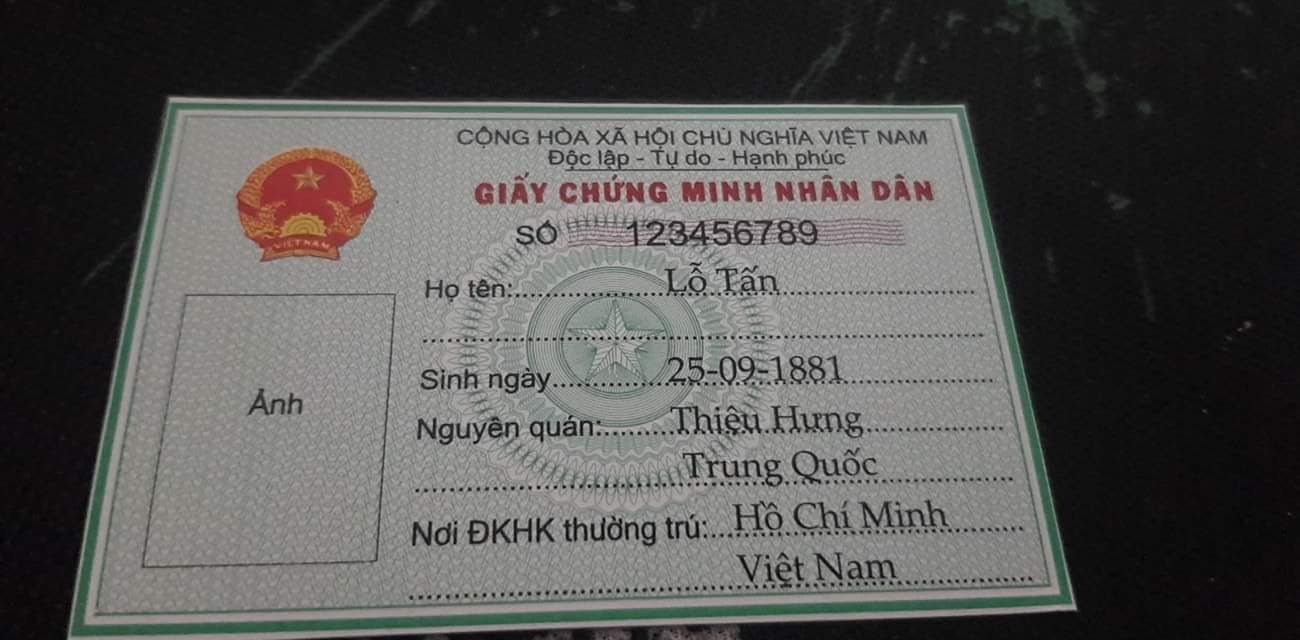 CỘNG HÒA XÃ HỘI CHỦ NGHĨA VIỆT NAM
Độc lập - Tự do - Hạnh phúc
GIẤY CHỨNG MINH NHÂN DÂN
SỐ 123456789
VIỆT NAM
Họ tên:.....Lỗ Tấn.....
Sinh ngày.....25-09-1881.....
Nguyên quán:.....Thiệu Hưng.....
Trung Quốc
Ảnh
Nơi ĐKHK thường trú:...Hồ Chí Minh.....
Việt Nam